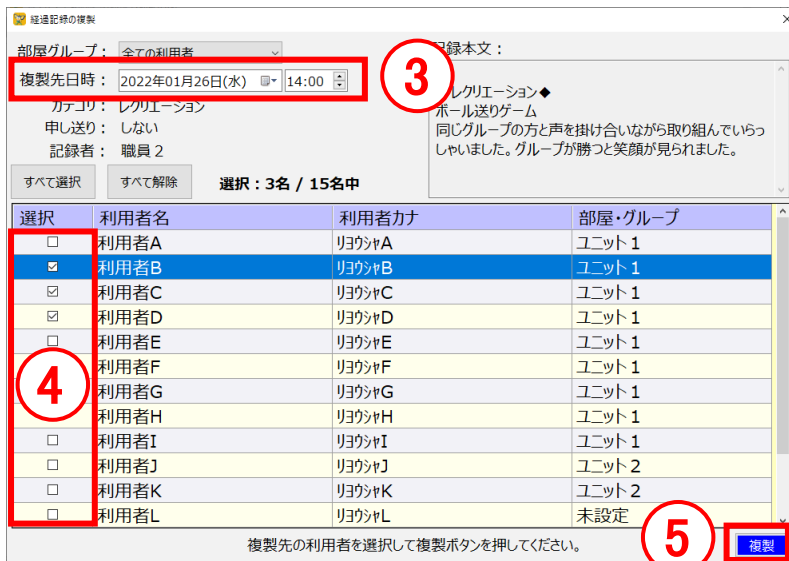 経過記録の複製
部屋グループ： 全ての利用者
複製先日時： 2022年01月26日(水) 14:00
カテゴリ： レクリエーション
申し送り： しない
記録者： 職員２
記録本文：
レクリエーション◆
ボール送りゲーム
同じグループの方と声を掛け合いながら取り組んでいらっ
しゃいました。グループが勝つと笑顔が見られました。
③
すべて選択 すべて解除 選択：3名 / 15名中
選択 利用者名 利用者カナ 部屋・グループ
利用者A ﾘﾖｳｼｬA ユニット１
利用者B ﾘﾖｳｼｬB ユニット１
利用者C ﾘﾖｳｼｬC ユニット１
利用者D ﾘﾖｳｼｬD ユニット１
利用者E ﾘﾖｳｼｬE ユニット１
利用者F ﾘﾖｳｼｬF ユニット１
利用者G ﾘﾖｳｼｬG ユニット１
利用者H ﾘﾖｳｼｬH ユニット１
利用者I ﾘﾖｳｼｬI ユニット１
利用者J ﾘﾖｳｼｬJ ユニット２
利用者K ﾘﾖｳｼｬK ユニット２
利用者L ﾘﾖｳｼｬL 未設定
④
複製先の利用者を選択して複製ボタンを押してください。
⑤
複製